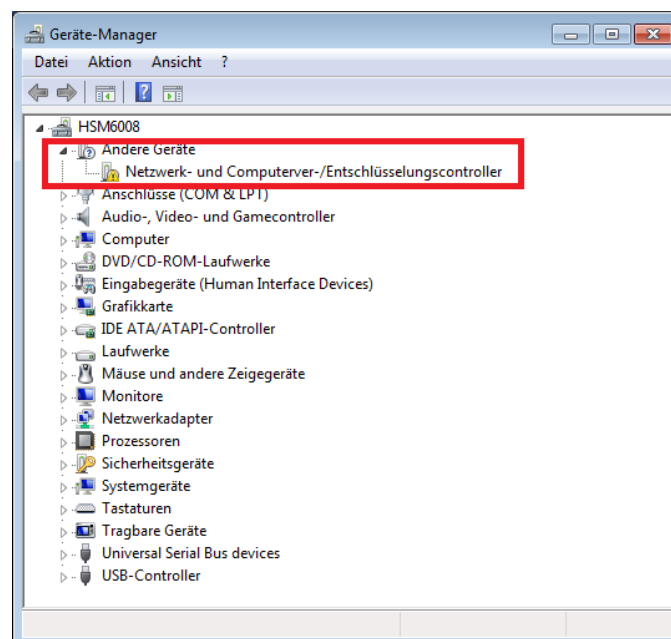 Geräte-Manager
Datei Aktion Ansicht ?
HSM6008
Andere Geräte
Netzwerk- und Computerver-/Entschlüsselungscontroller
Anschlüsse (COM & LPT)
Audio-, Video- und Gamecontroller
Computer
DVD/CD-ROM-Laufwerke
Eingabegeräte (Human Interface Devices)
Grafikkarte
IDE ATA/ATAPI-Controller
Laufwerke
Mäuse und andere Zeigegeräte
Monitore
Netzwerkadapter
Prozessoren
Sicherheitsgeräte
Systemgeräte
Tastaturen
Tragbare Geräte
Universal Serial Bus devices
USB-Controller